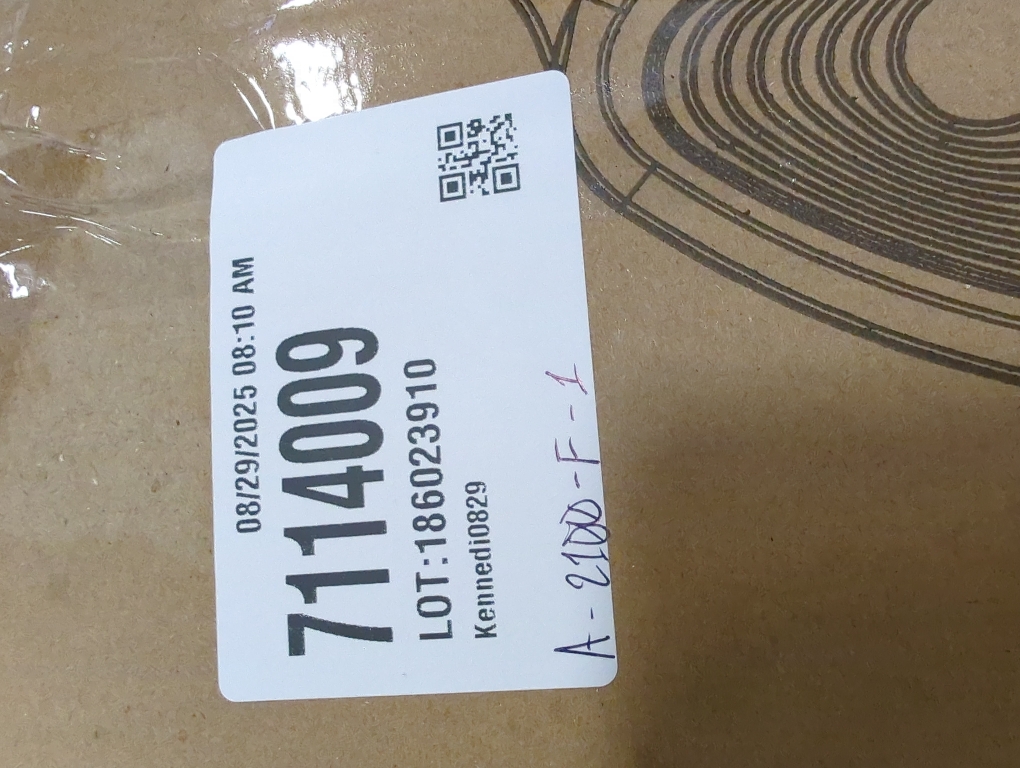 08/29/2025 08:10 AM
7114009
LOT:186023910
Kennedi0829
A - 2100 - F - 1